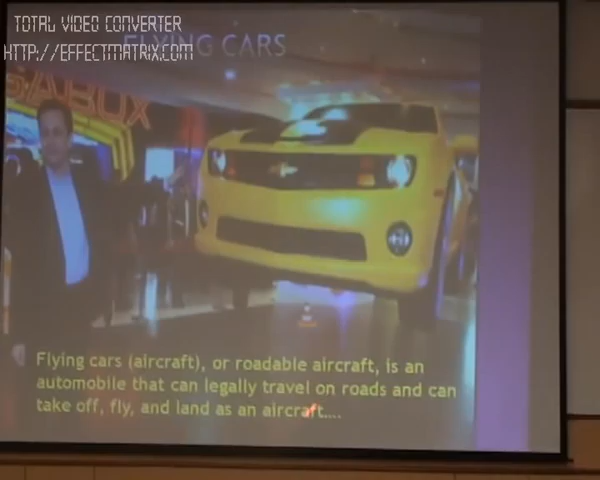 TOTAL VIDEO CONVERTER
HTTP://EFFECTMATRIX.COM
FLYING CARS
SABOX
Flying cars (aircraft), or roadable aircraft, is an
automobile that can legally travel on roads and can
take off, fly, and land as an aircraft....